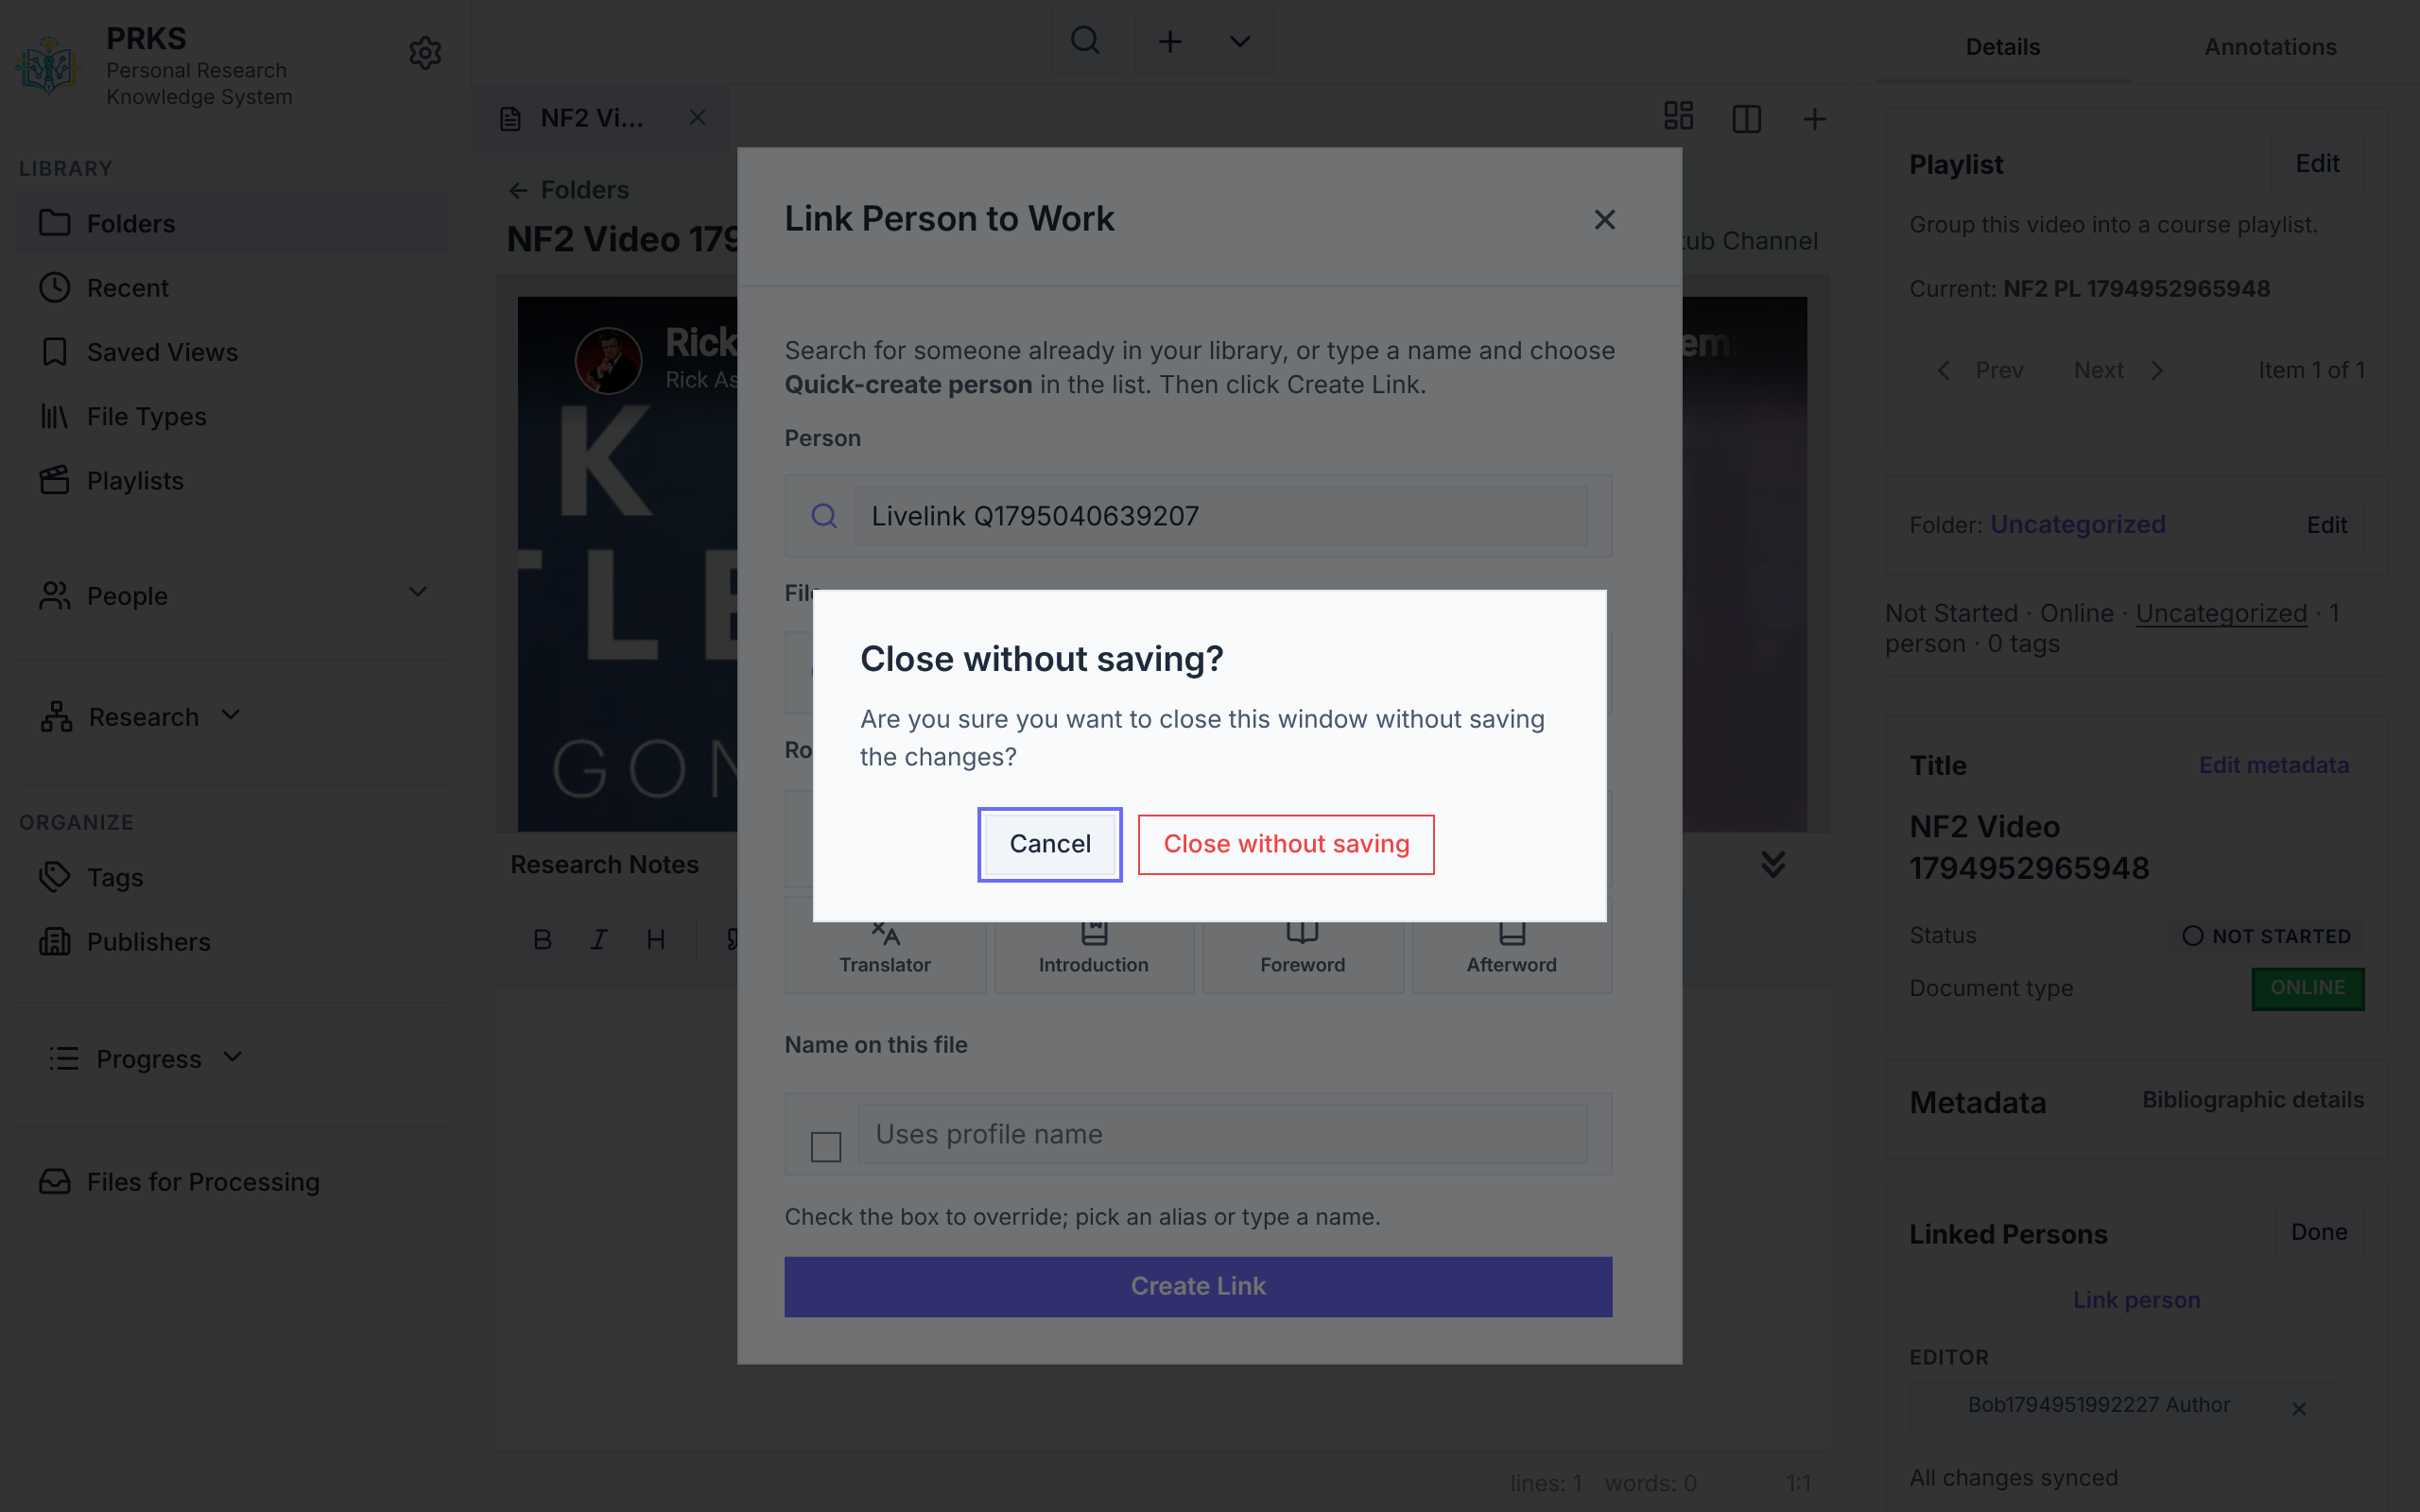 PRKS
Personal Research
Knowledge System
LIBRARY
Folders
Recent
Saved Views
File Types
Playlists
People
Research
ORGANIZE
Tags
Publishers
Progress
Files for Processing
NF2 Vi...
Folders
NF2 Video 179
ub Channel
Rick
Rick As
em
K
TLE
GON
Research Notes
B I H
lines: 1 words: 0 1:1
Link Person to Work
Search for someone already in your library, or type a name and choose
Quick-create person in the list. Then click Create Link.
Person
Livelink Q1795040639207
File
Ro
Close without saving?
Are you sure you want to close this window without saving
the changes?
Cancel
Close without saving
Translator
Introduction
Foreword
Afterword
Name on this file
Uses profile name
Check the box to override; pick an alias or type a name.
Create Link
Details
Annotations
Playlist
Edit
Group this video into a course playlist.
Current: NF2 PL 1794952965948
Prev
Next
Item 1 of 1
Folder: Uncategorized
Edit
Not Started · Online · Uncategorized · 1
person · 0 tags
Title
Edit metadata
NF2 Video
1794952965948
Status
NOT STARTED
Document type
ONLINE
Metadata
Bibliographic details
Linked Persons
Done
Link person
EDITOR
Bob1794951992227 Author
All changes synced